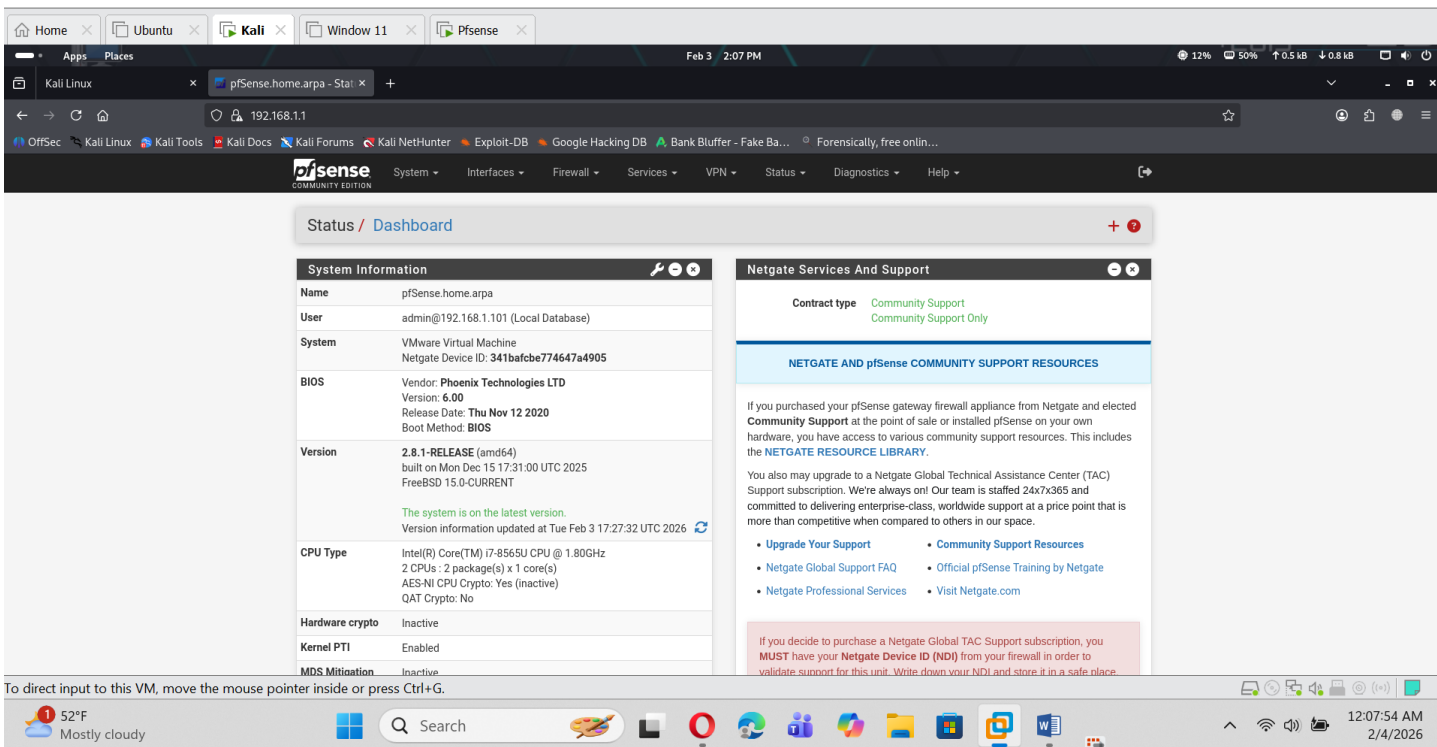 Home
Ubuntu
Kali
Window 11
Pfsense
Apps Places
Feb 3 2:07 PM
12% 50% ↑0.5 kB ↓0.8 kB
Kali Linux
pfSense.home.arpa - Stat
192.168.1.1
OffSec Kali Linux Kali Tools Kali Docs Kali Forums Kali NetHunter Exploit-DB Google Hacking DB Bank Bluffer - Fake Ba... Forensically, free onlin...
pfsense
COMMUNITY EDITION
System Interfaces Firewall Services VPN Status Diagnostics Help
Status / Dashboard
System Information
Name pfSense.home.arpa
User admin@192.168.1.101 (Local Database)
System VMware Virtual Machine
Netgate Device ID: 341bafcbe774647a4905
BIOS Vendor: Phoenix Technologies LTD
Version: 6.00
Release Date: Thu Nov 12 2020
Boot Method: BIOS
Version 2.8.1-RELEASE (amd64)
built on Mon Dec 15 17:31:00 UTC 2025
FreeBSD 15.0-CURRENT
The system is on the latest version.
Version information updated at Tue Feb 3 17:27:32 UTC 2026
CPU Type Intel(R) Core(TM) i7-8565U CPU @ 1.80GHz
2 CPUs : 2 package(s) x 1 core(s)
AES-NI CPU Crypto: Yes (inactive)
QAT Crypto: No
Hardware crypto Inactive
Kernel PTI Enabled
MDS Mitigation Inactive
Netgate Services And Support
Contract type Community Support
Community Support Only
NETGATE AND pfSense COMMUNITY SUPPORT RESOURCES
If you purchased your pfSense gateway firewall appliance from Netgate and elected
Community Support at the point of sale or installed pfSense on your own
hardware, you have access to various community support resources. This includes
the NETGATE RESOURCE LIBRARY.
You also may upgrade to a Netgate Global Technical Assistance Center (TAC)
Support subscription. We're always on! Our team is staffed 24x7x365 and
committed to delivering enterprise-class, worldwide support at a price point that is
more than competitive when compared to others in our space.
• Upgrade Your Support • Community Support Resources
• Netgate Global Support FAQ • Official pfSense Training by Netgate
• Netgate Professional Services • Visit Netgate.com
If you decide to purchase a Netgate Global TAC Support subscription, you
MUST have your Netgate Device ID (NDI) from your firewall in order to
validate support for this unit. Write down your NDI and store it in a safe place.
To direct input to this VM, move the mouse pointer inside or press Ctrl+G.
1
52°F
Mostly cloudy
Search
12:07:54 AM
2/4/2026